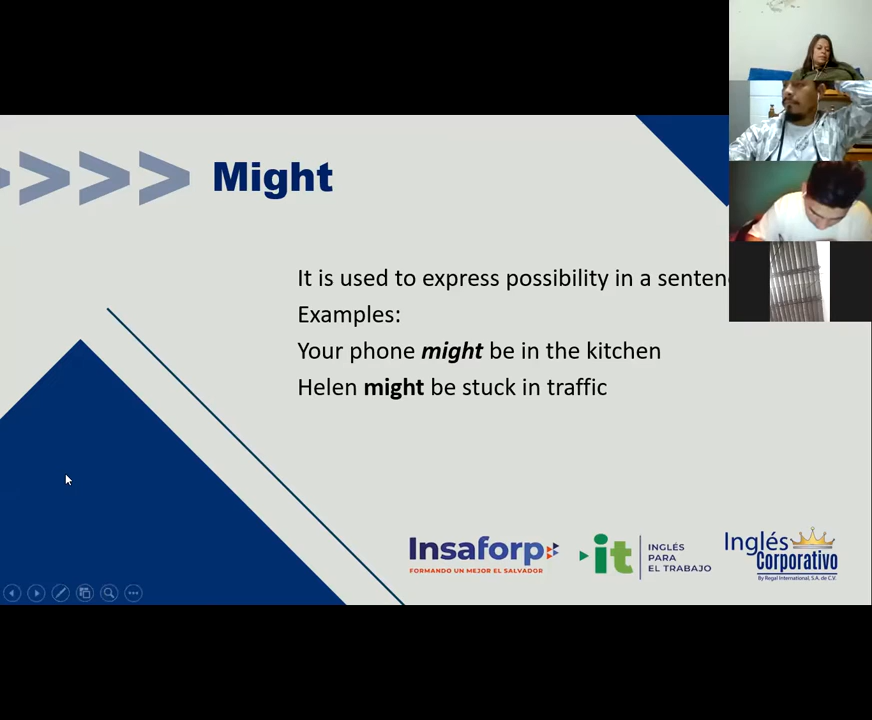 Might
It is used to express possibility in a
Examples:
Your phone might be in the kitchen
Helen might be stuck in traffic
Insaforp
FORMANDO UN MEJOR EL SALVADOR
it
INGLÉS
PARA
EL TRABAJO
Inglés
Corporativo
By Regal International, S.A. de C.V.